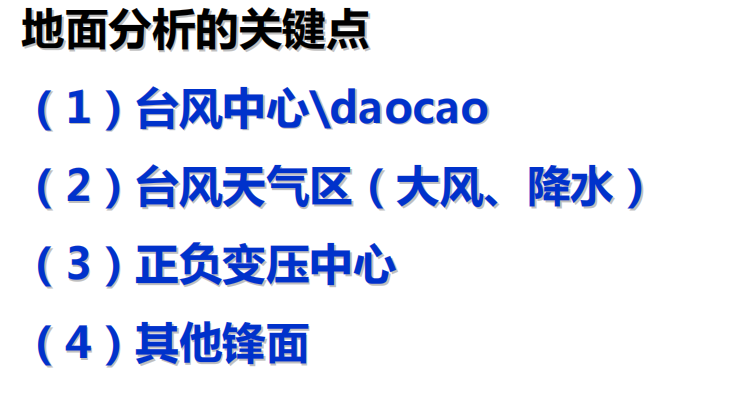 地面分析的关键点
（1）台风中心\daocao
（2）台风天气区（大风、降水）
（3）正负变压中心
（4）其他锋面